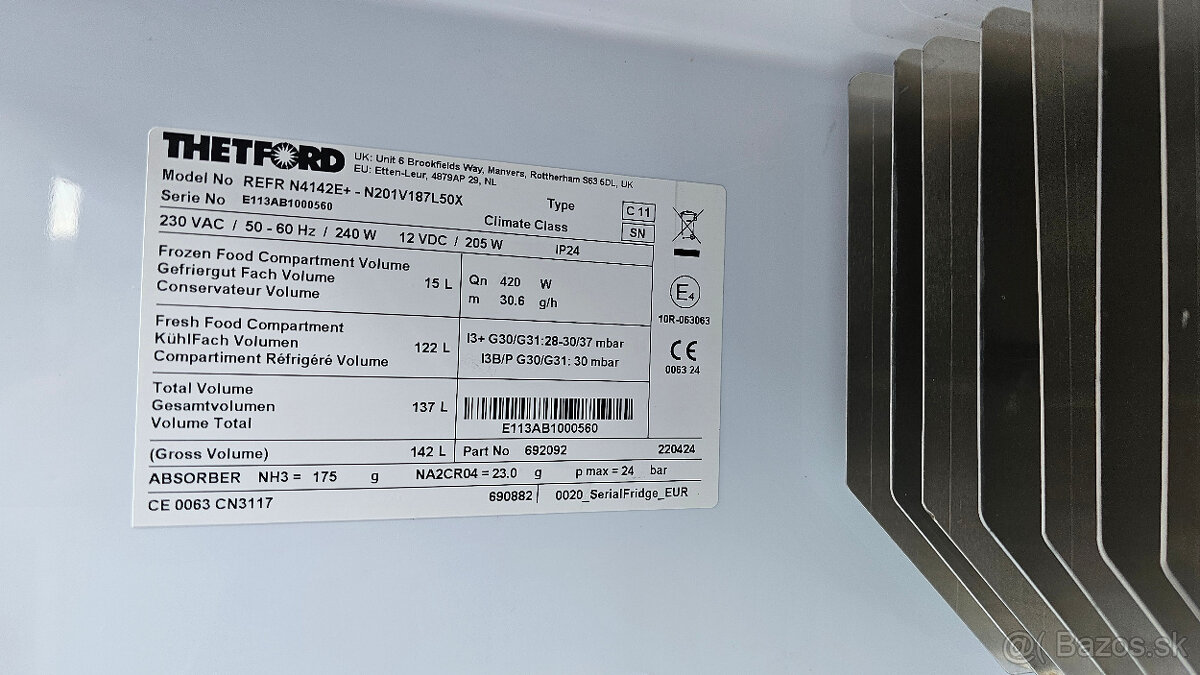 THETFORD UK: Unit 6 Brookfields Way, Manvers, Rottherham S63 6DL, UK
EU: Etten-Leur, 4879AP 29, NL
Model No REFR N4142E+ - N201V187L50X Type C 11
Serie No E113AB1000560 Climate Class SN
230 VAC / 50 - 60 Hz / 240 W 12 VDC / 205 W IP24
Frozen Food Compartment Volume
Gefriergut Fach Volume 15 L
Conservateur Volume
Qn 420 W
m 30.6 g/h
E4
10R-063063
Fresh Food Compartment
KühlFach Volumen 122 L
Compartiment Réfrigéré Volume
I3+ G30/G31:28-30/37 mbar
I3B/P G30/G31: 30 mbar
CE
0063 24
Total Volume
Gesamtvolumen 137 L
Volume Total
E113AB1000560
(Gross Volume) 142 L Part No 692092 220424
ABSORBER NH3 = 175 g NA2CR04 = 23.0 g p max = 24 bar
CE 0063 CN3117 690882 0020_SerialFridge_EUR
@( Bazos.sk